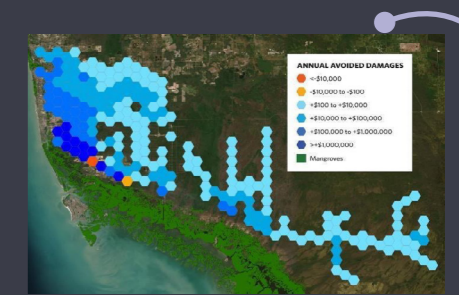 ANNUAL AVOIDED DAMAGES
<-$10,000
-$10,000 to -$100
+$100 to +$10,000
+$10,000 to +$100,000
+$100,000 to +$1,000,000
>+$1,000,000
Mangroves